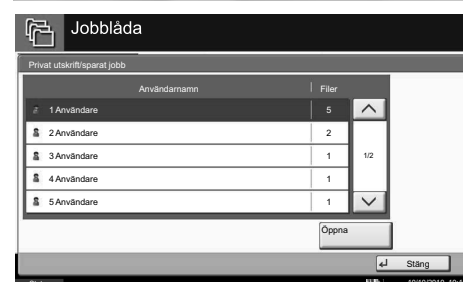 Jobblåda
Privat utskrift/sparat jobb
Användarnamn Filer
1 Användare 5
2 Användare 2
3 Användare 1
1/2
4 Användare 1
5 Användare 1
Öppna
Stäng